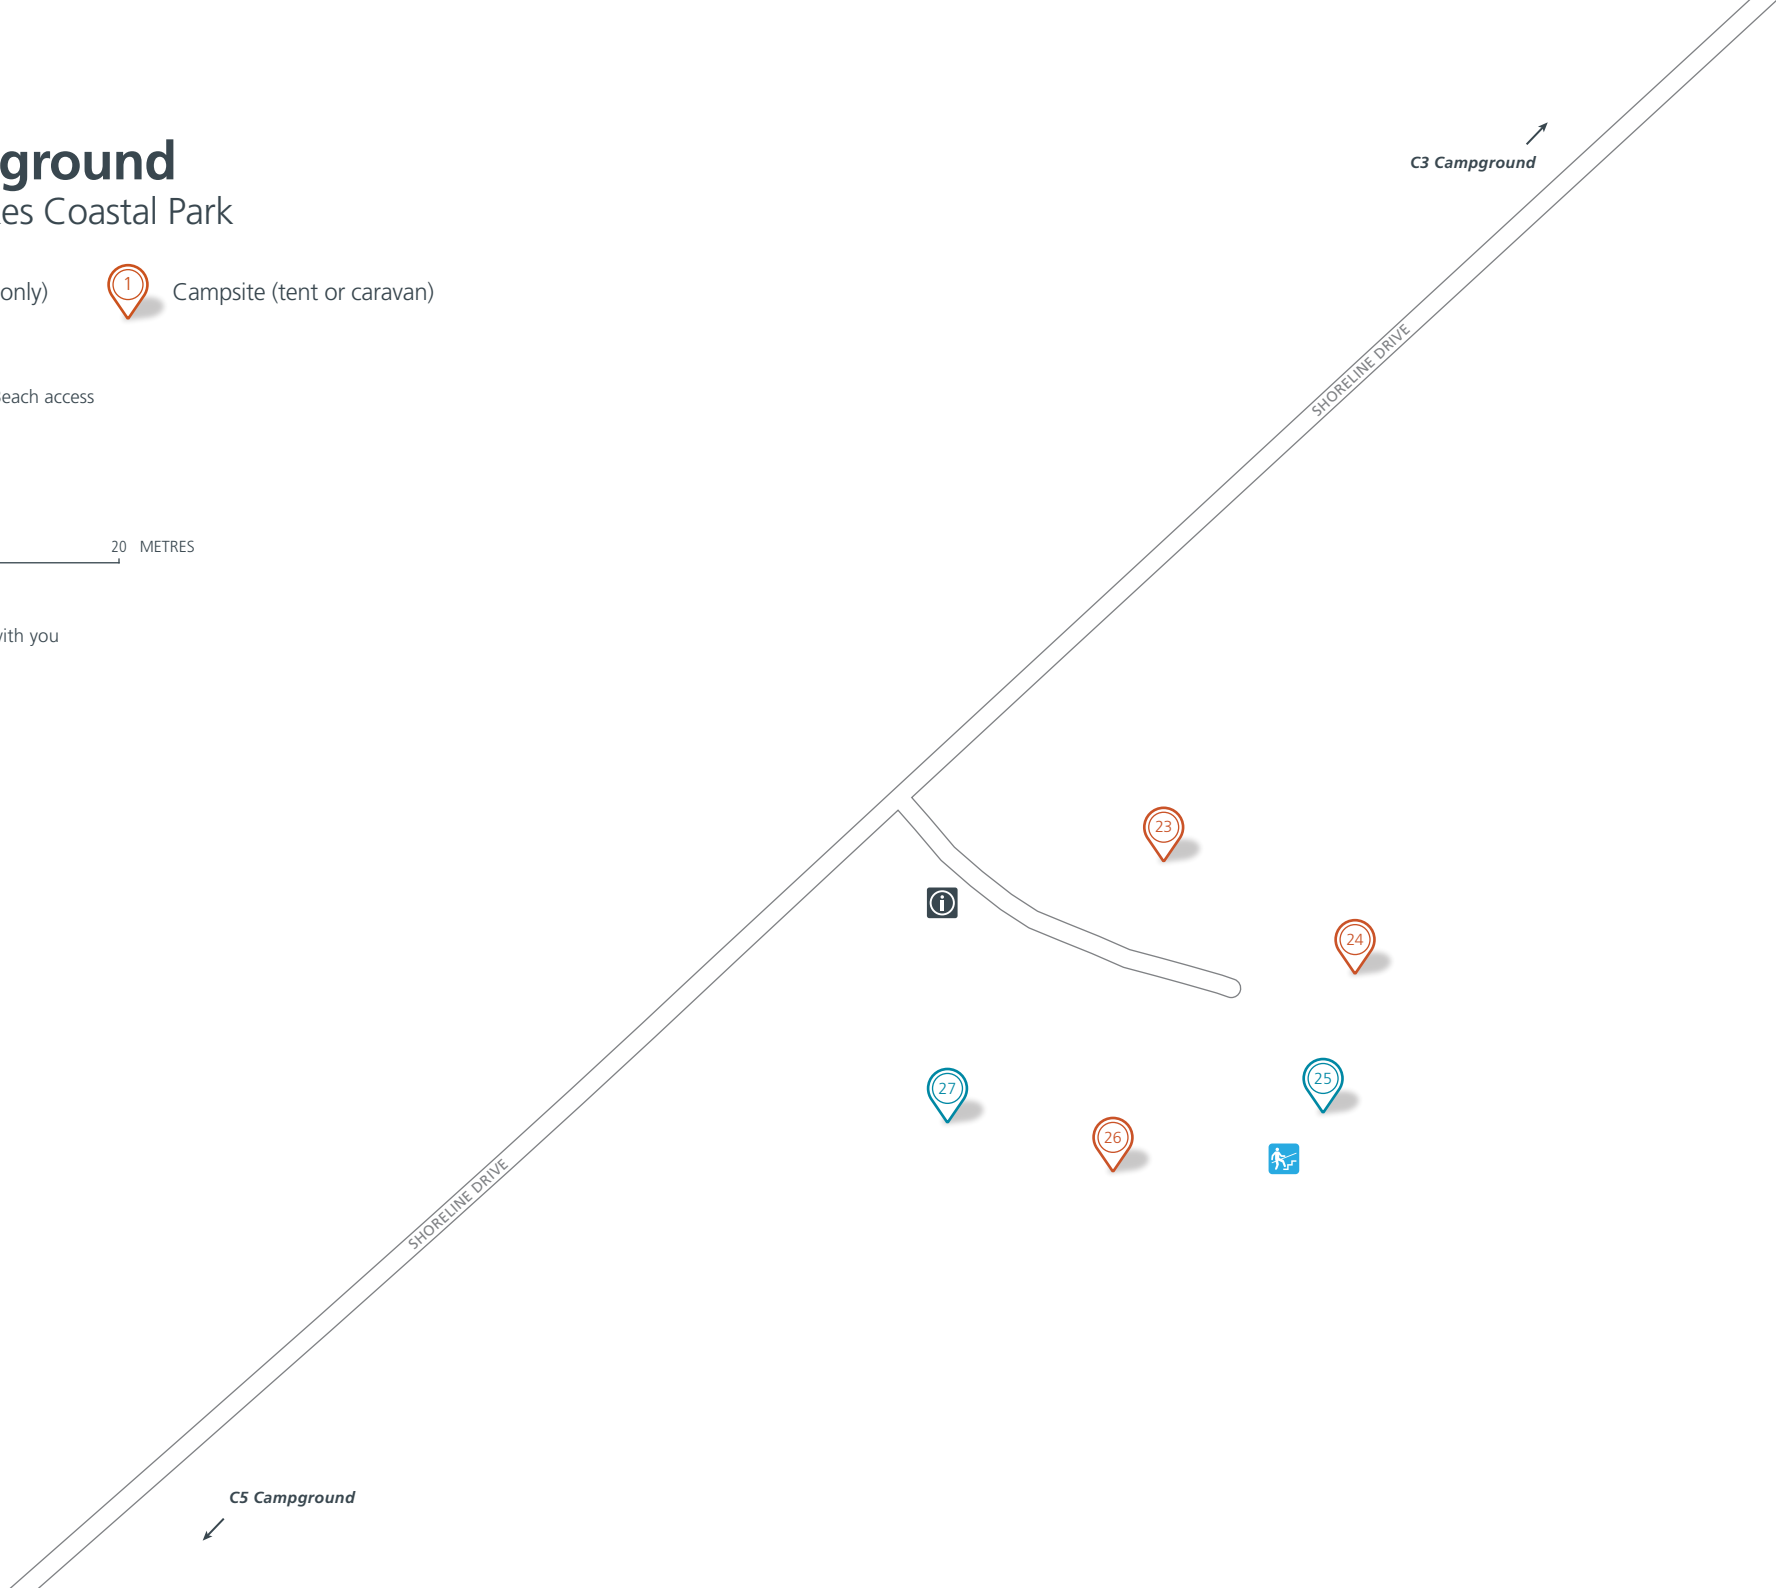 ground
es Coastal Park
only)
1
Campsite (tent or caravan)
each access
20 METRES
ith you
C3 Campground
SHORELINE DRIVE
23
24
25
27
26
SHORELINE DRIVE
C5 Campground